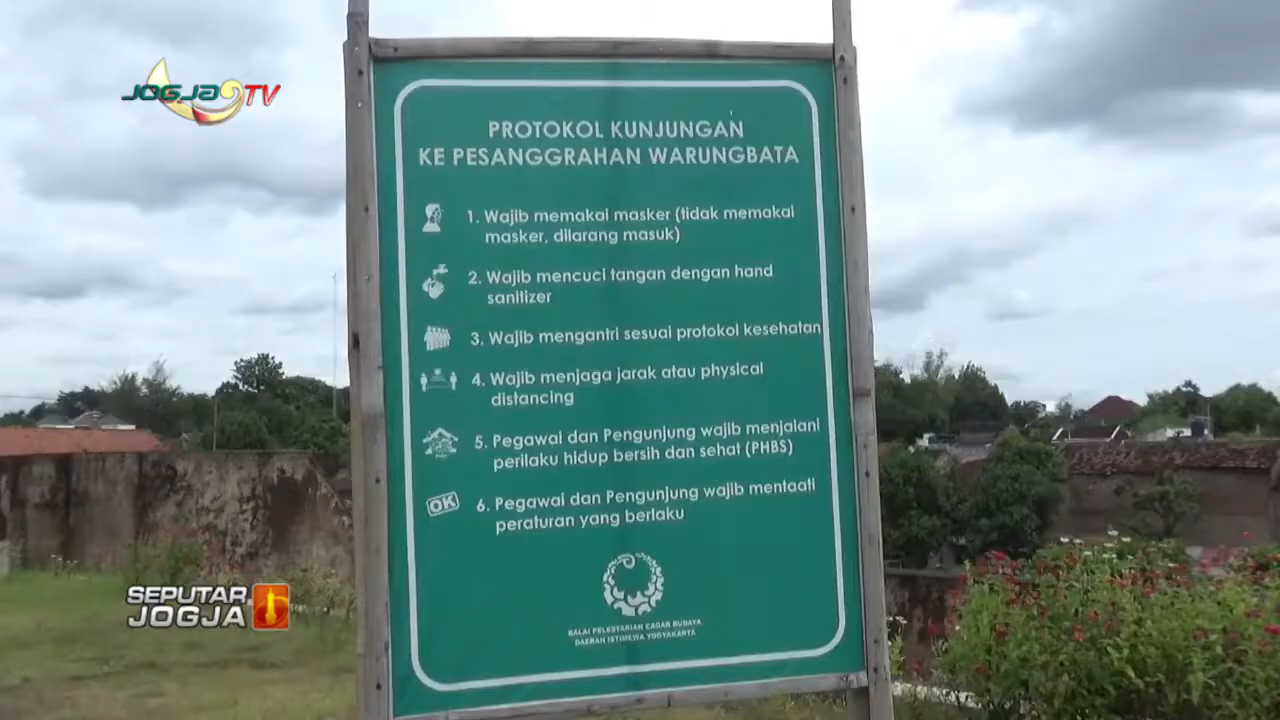 JOGJA TV
PROTOKOL KUNJUNGAN
KE PESANGGRAHAN WARUNGBATA
1. Wajib memakai masker (tidak memakai
masker, dilarang masuk)
2. Wajib mencuci tangan dengan hand
sanitizer
3. Wajib mengantri sesuai protokol kesehatan
4. Wajib menjaga jarak atau physical
distancing
5. Pegawai dan Pengunjung wajib menjalani
perilaku hidup bersih dan sehat (PHBS)
OK
6. Pegawai dan Pengunjung wajib mentaati
peraturan yang berlaku
BALAI PELESTARIAN CAGAR BUDAYA
DAERAH ISTIMEWA YOGYAKARTA
SEPUTAR
JOGJA